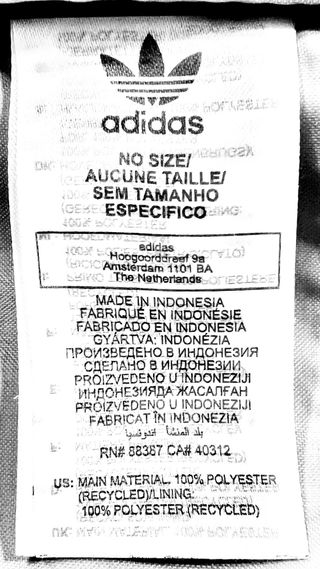 adidas
NO SIZE/
AUCUNE TAILLE/
SEM TAMANHO
ESPECIFICO
adidas
Hoogoorddreef 9a
Amsterdam 1101 BA
The Netherlands
MADE IN INDONESIA
FABRIQUÉ EN INDONÉSIE
FABRICADO EN INDONESIA
GYÁRTVA: INDONÉZIA
ПРОИЗВЕДЕНО В ИНДОНЕЗИЯ
СДЕЛАНО В ИНДОНЕЗИИ
PROIZVEDENO U INDONEZIJI
ИНДОНЕЗИЯДА ЖАСАЛҒАН
PROIZVEDENO U INDONEZIJI
FABRICAT ÎN INDONEZIA
بلد المنشأ اندونيسيا
RN# 88387 CA# 40312
US: MAIN MATERIAL. 100% POLYESTER
(RECYCLED)/LINING:
100% POLYESTER (RECYCLED)